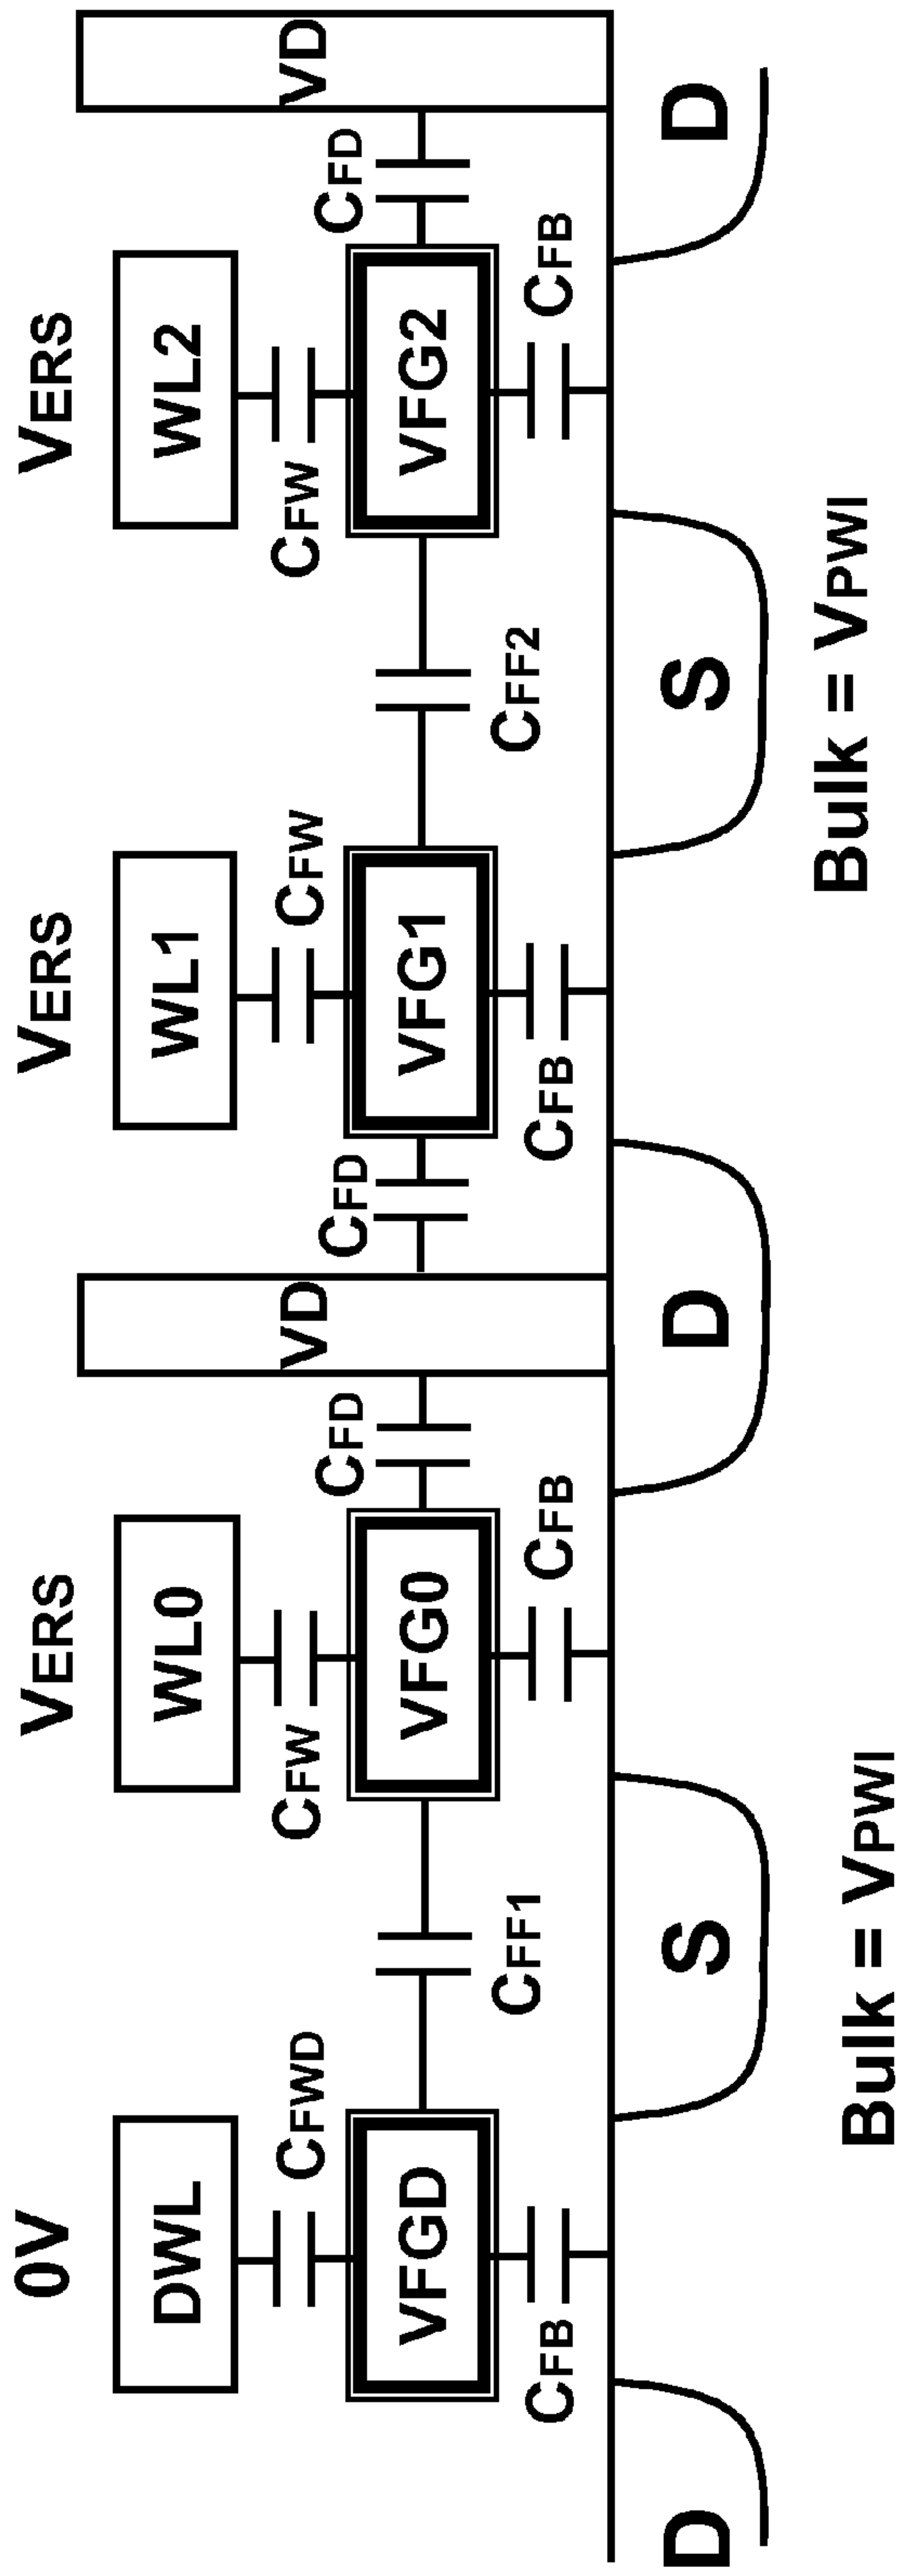 0V VERS VERS VERS
DWL WL0 WL1 WL2
CFWD CFW VD CFW CFW VD
CFD CFD CFD
VFGD VFG0 VFG1 VFG2
CFF1 CFF2
CFB CFB CFB CFB
D S D S D
Bulk = VPWI Bulk = VPWI